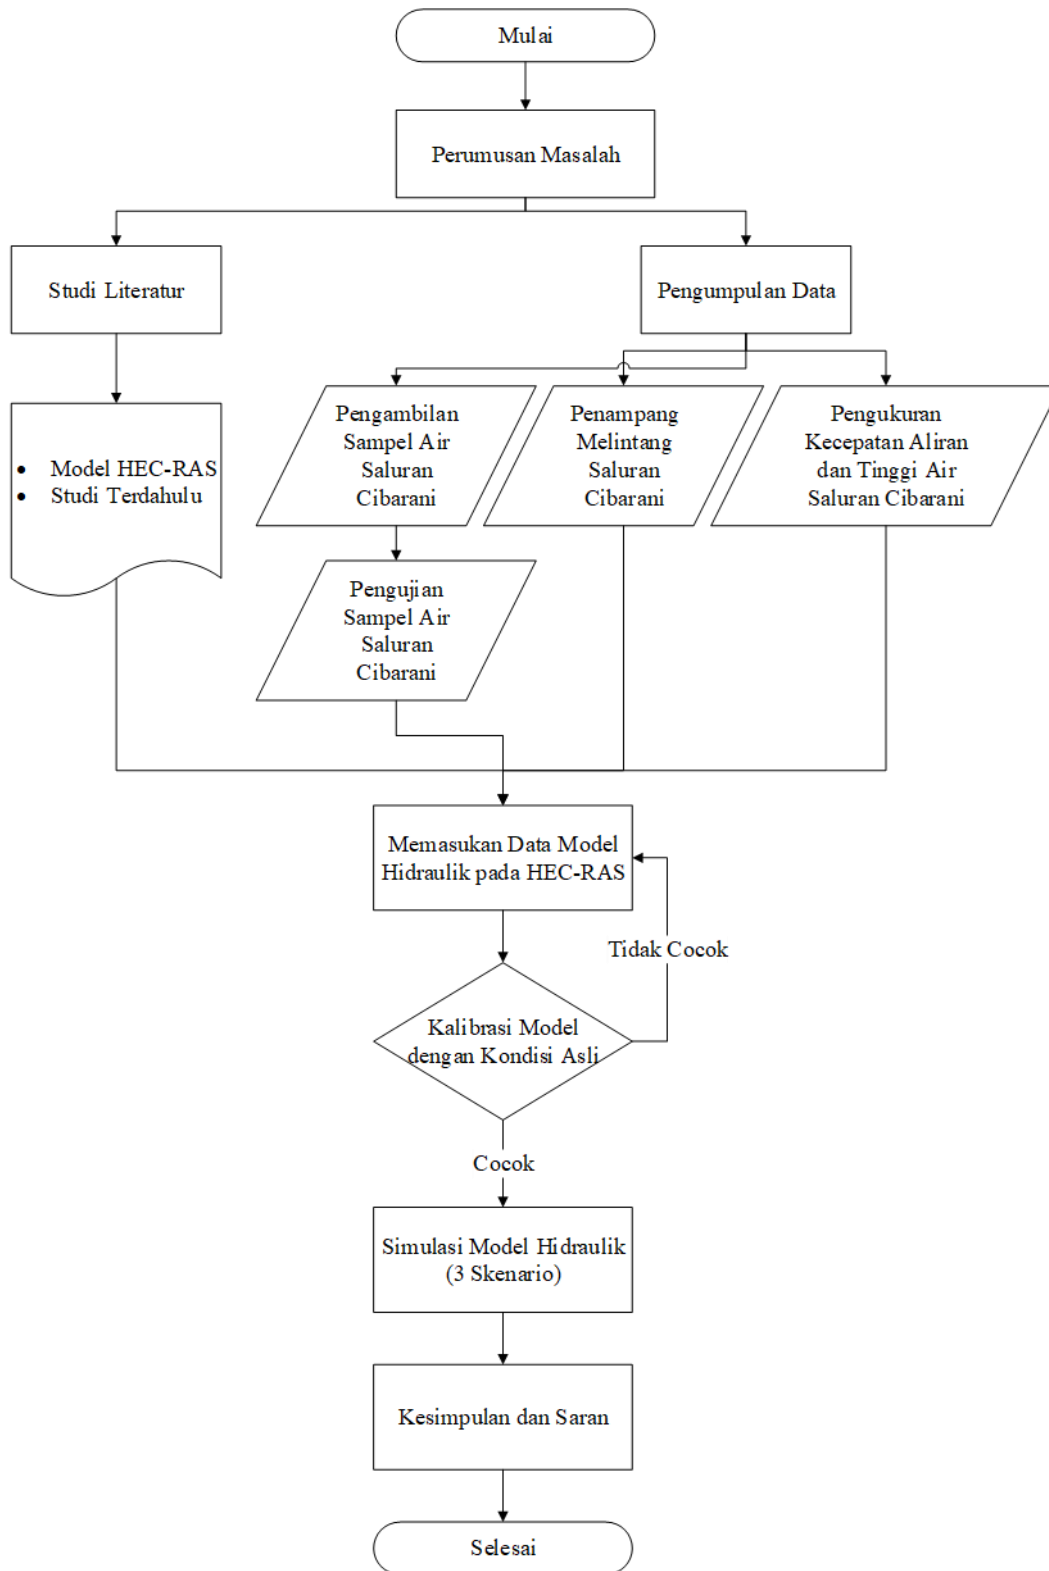 Mulai
Perumusan Masalah
Studi Literatur
Pengumpulan Data
• Model HEC-RAS
• Studi Terdahulu
Pengambilan
Sampel Air
Saluran
Cibarani
Penampang
Melintang
Saluran
Cibarani
Pengukuran
Kecepatan Aliran
dan Tinggi Air
Saluran Cibarani
Pengujian
Sampel Air
Saluran
Cibarani
Memasukan Data Model
Hidraulik pada HEC-RAS
Tidak Cocok
Kalibrasi Model
dengan Kondisi Asli
Cocok
Simulasi Model Hidraulik
(3 Skenario)
Kesimpulan dan Saran
Selesai